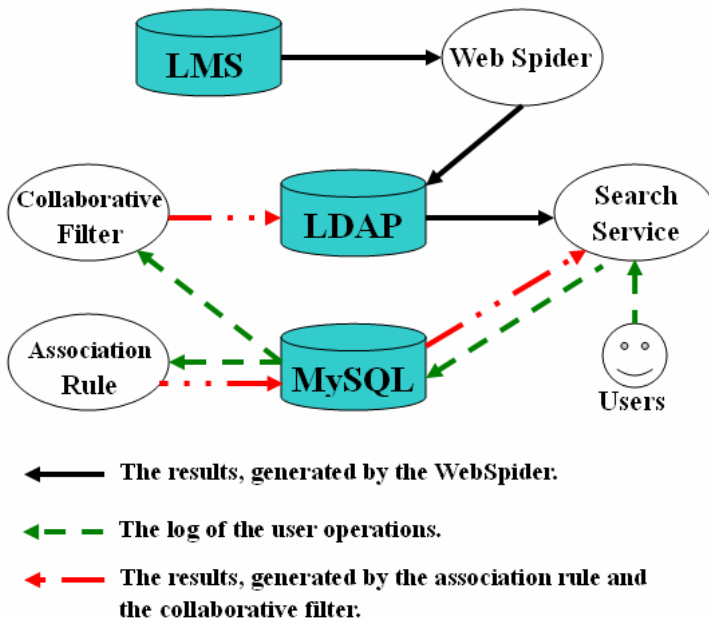 LMS
Web Spider
Collaborative
Filter
LDAP
Search
Service
Association
Rule
MySQL
Users
The results, generated by the WebSpider.
The log of the user operations.
The results, generated by the association rule and
the collaborative filter.